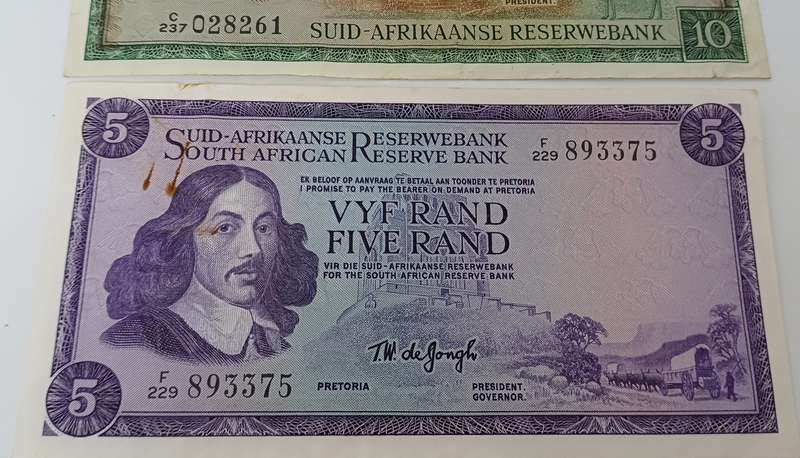 PRESIDENT.
C/237 028261
SUID-AFRIKAANSE RESERWEBANK
10
5
SUID-AFRIKAANSE RESERWEBANK
SOUTH AFRICAN RESERVE BANK
F/229 893375
5
EK BELOOF OP AANVRAAG TE BETAAL AAN TOONDER TE PRETORIA
I PROMISE TO PAY THE BEARER ON DEMAND AT PRETORIA
VYF RAND
FIVE RAND
VIR DIE SUID-AFRIKAANSE RESERWEBANK
FOR THE SOUTH AFRICAN RESERVE BANK
T.W. de Jongh
5
F/229 893375
PRETORIA
PRESIDENT.
GOVERNOR.